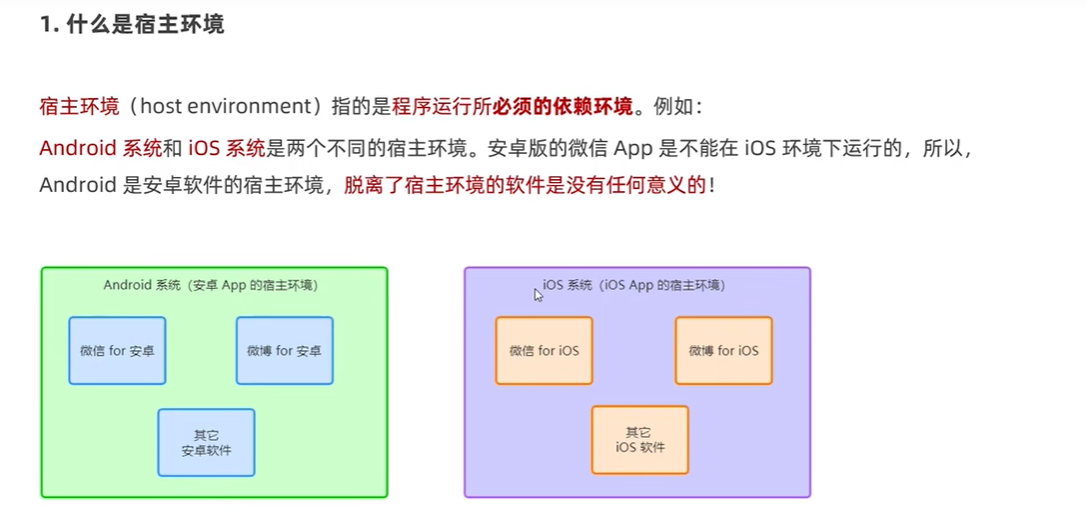 1. 什么是宿主环境
宿主环境（host environment）指的是程序运行所必须的依赖环境。例如：
Android 系统和 iOS 系统是两个不同的宿主环境。安卓版的微信 App 是不能在 iOS 环境下运行的，所以，
Android 是安卓软件的宿主环境，脱离了宿主环境的软件是没有任何意义的！
Android 系统（安卓 App 的宿主环境）
微信 for 安卓
微博 for 安卓
其它
安卓软件
iOS 系统（iOS App 的宿主环境）
微信 for iOS
微博 for iOS
其它
iOS 软件